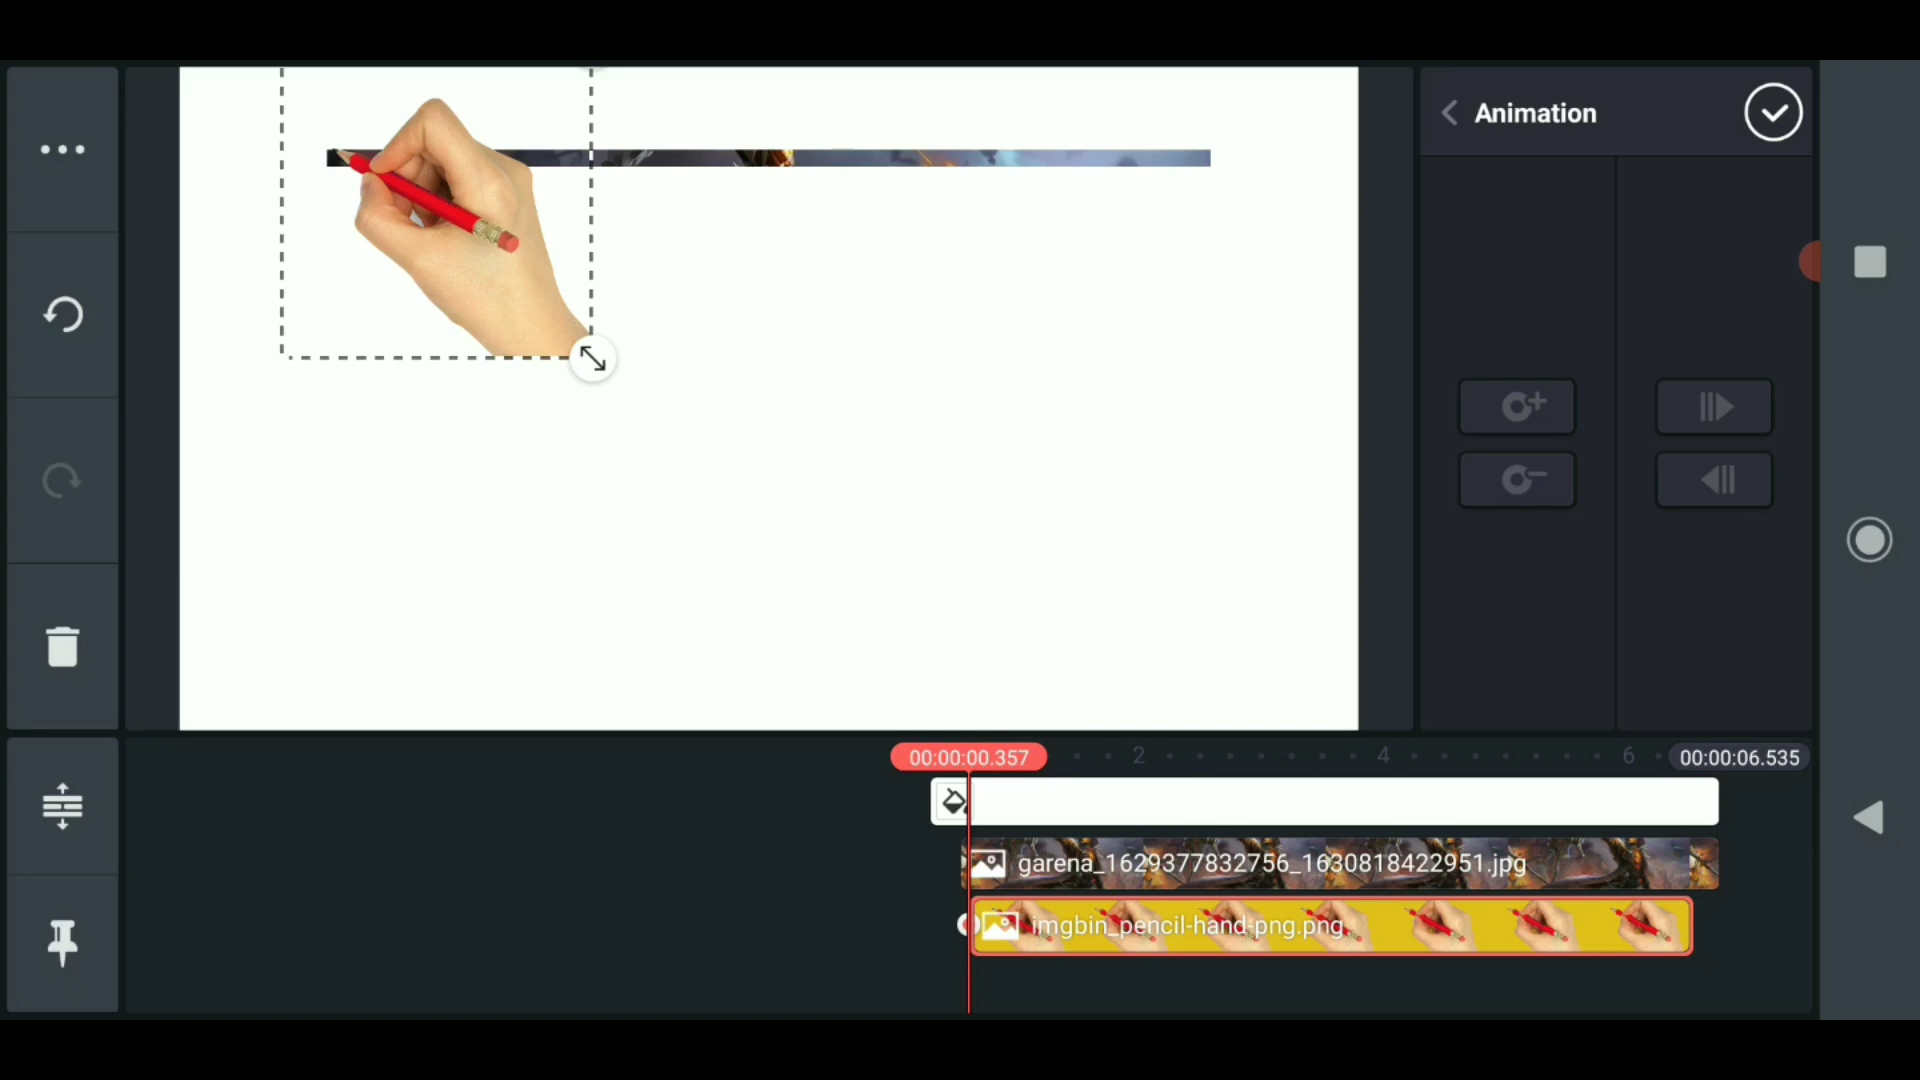 Animation
00:00:00.357
2
4
6
00:00:06.535
garena_1629377832756_1630818422951.jpg
imgbin_pencil-hand-png.png